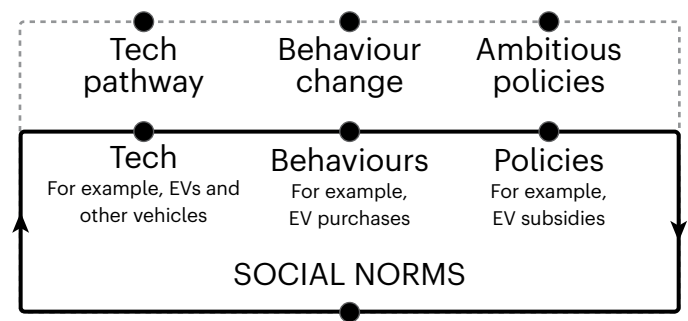 Tech Behaviour Ambitious
pathway change policies
Tech Behaviours Policies
For example, EVs and For example, For example,
other vehicles EV purchases EV subsidies
SOCIAL NORMS